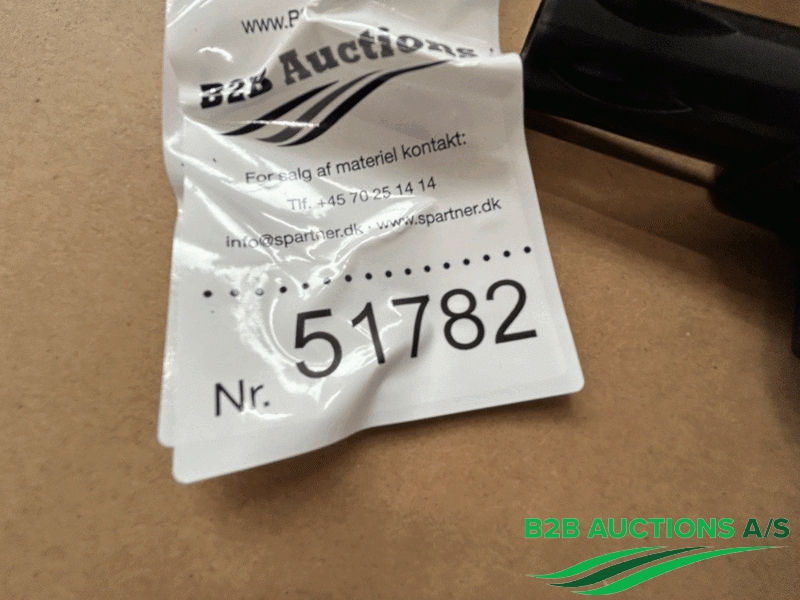 B2B Auctions
For salg af materiel kontakt:
Tlf. +45 70 25 14 14
info@spartner.dk · www.spartner.dk
Nr. 51782
B2B AUCTIONS A/S